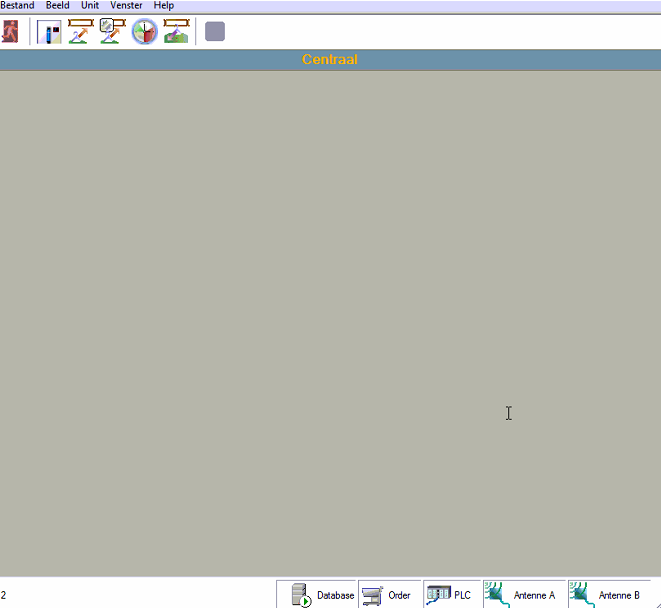 Bestand Beeld Unit Venster Help
Centraal
2 Database Order PLC Antenne A Antenne B